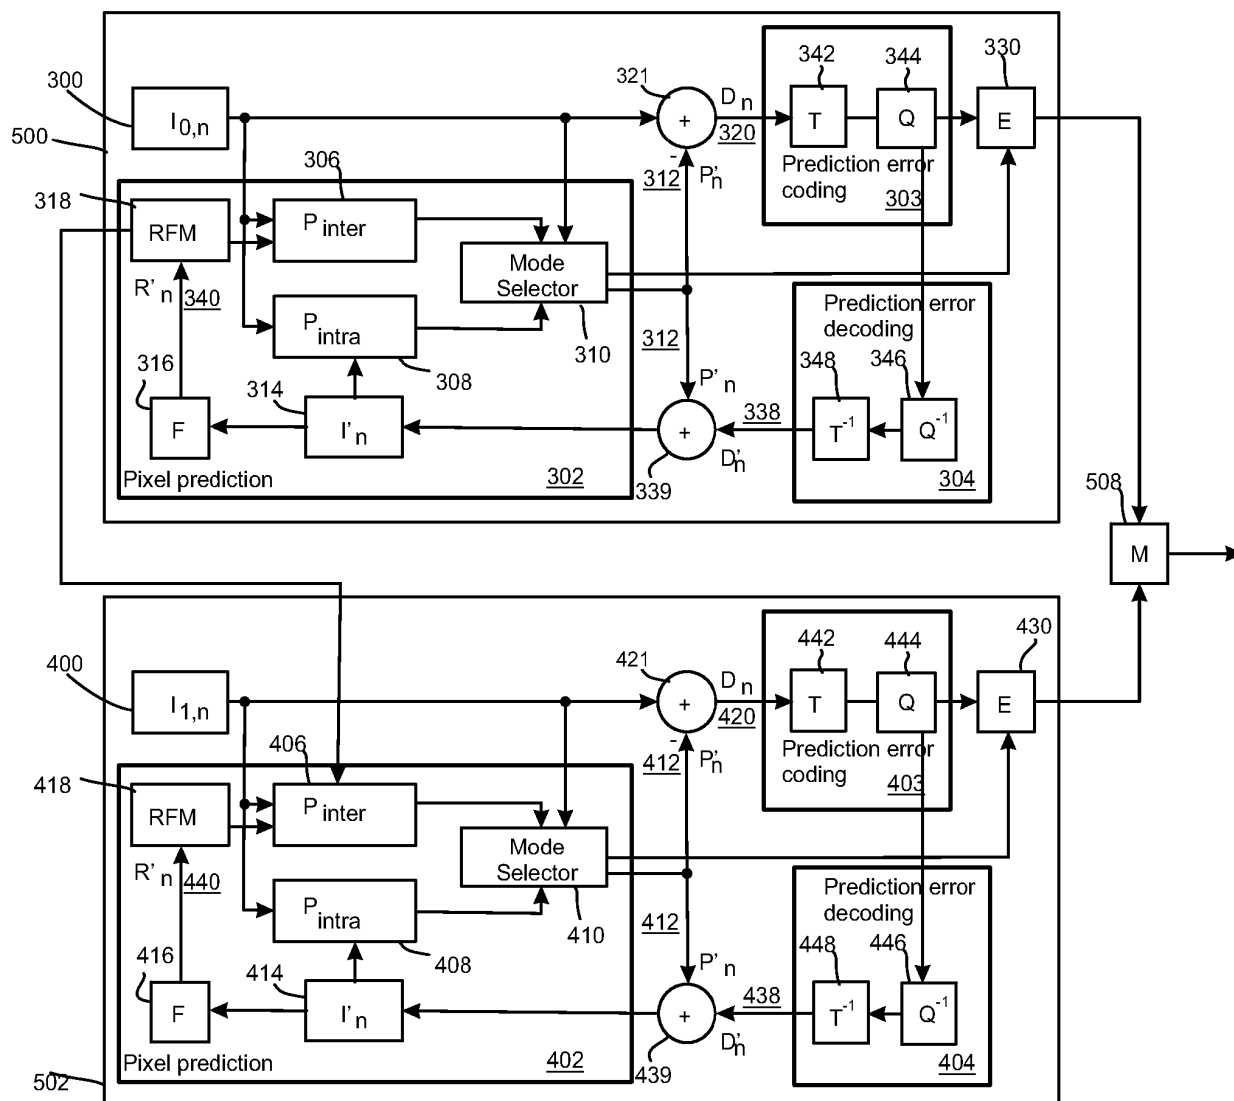 300
I0,n
500
321
+
Dn
320
342
344
330
T
Q
E
Prediction error
coding
303
-
312
P'n
306
318
RFM
Pinter
Mode
Selector
310
R'n
340
Pintra
308
312
316
314
F
I'n
Pixel prediction
302
P'n
+
339
338
D'n
Prediction error
decoding
348
346
T-1
Q-1
304
508
M
400
I1,n
421
+
Dn
420
442
444
430
T
Q
E
Prediction error
coding
403
-
412
P'n
406
418
RFM
Pinter
Mode
Selector
410
R'n
440
Pintra
408
412
416
414
F
I'n
Pixel prediction
402
P'n
+
439
438
D'n
Prediction error
decoding
448
446
T-1
Q-1
404
502